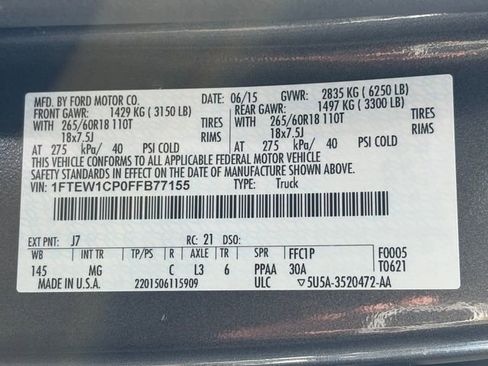 MFD. BY FORD MOTOR CO. DATE: 06/15 GVWR: 2835 KG ( 6250 LB)
FRONT GAWR: 1429 KG ( 3150 LB) REAR GAWR: 1497 KG ( 3300 LB)
WITH 265/60R18 110T TIRES WITH 265/60R18 110T TIRES
18x7.5J RIMS 18x7.5J RIMS
AT 275 kPa/ 40 PSI COLD AT 275 kPa/ 40 PSI COLD
THIS VEHICLE CONFORMS TO ALL APPLICABLE FEDERAL MOTOR VEHICLE
SAFETY STANDARDS IN EFFECT ON THE DATE OF MANUFACTURE SHOWN ABOVE.
VIN: 1FTEW1CP0FFB77155 TYPE: Truck
EXT PNT: J7 RC: 21 DSO:
WB INT TR TP/PS R AXLE TR SPR FFC1P F0005
145 MG C L3 6 PPAA 30A T0621
MADE IN U.S.A. 2201506115909 ULC ▽5U5A-3520472-AA